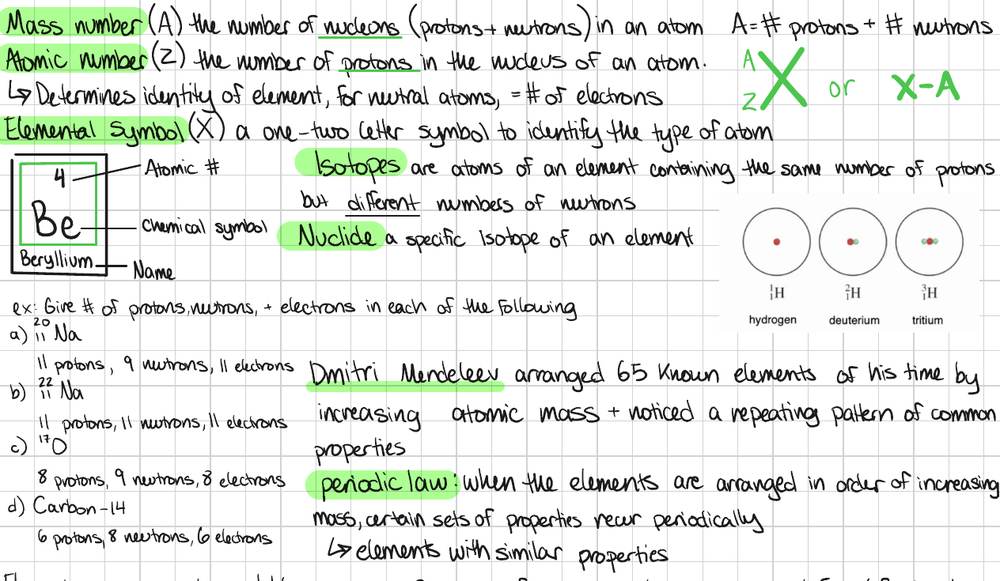 Mass number (A) the number of nucleons (protons + neutrons) in an atom A = # protons + # neutrons
Atomic number (Z) the number of protons in the nucleus of an atom.
↳ Determines identity of element, for neutral atoms, = # of electrons
A
Z X or X-A
Elemental Symbol (X) a one-two letter symbol to identify the type of atom
4 Atomic #
Be Chemical symbol
Beryllium Name
Isotopes are atoms of an element containing the same number of protons
but different numbers of neutrons
Nuclide a specific isotope of an element
1 1 H 2 1 H 3 1 H
hydrogen deuterium tritium
ex: Give # of protons, neutrons, + electrons in each of the following
a) 20 11 Na
11 protons, 9 neutrons, 11 electrons
b) 22 11 Na
11 protons, 11 neutrons, 11 electrons
c) 17 O
8 protons, 9 neutrons, 8 electrons
d) Carbon-14
6 protons, 8 neutrons, 6 electrons
Dmitri Mendeleev arranged 65 known elements of his time by
increasing atomic mass + noticed a repeating pattern of common
properties
periodic law: when the elements are arranged in order of increasing
mass, certain sets of properties recur periodically
↳ elements with similar properties